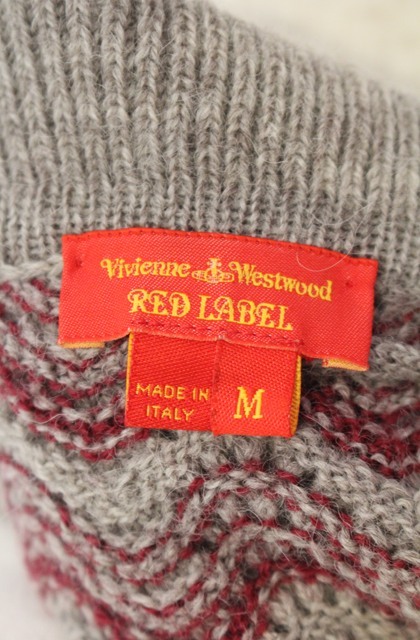 Vivienne Westwood
RED LABEL
MADE IN
ITALY
M